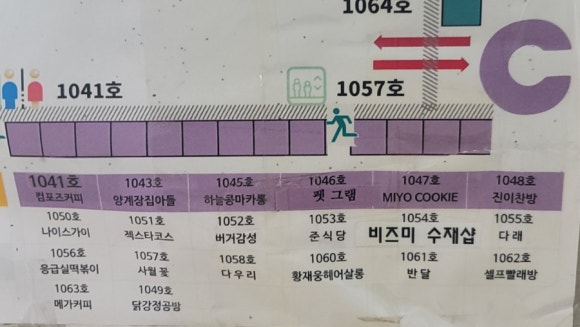 1064호
C
1041호
1057호
1041호 1043호 1045호 1046호 1047호 1048호
컴포즈커피 양계장집아들 하늘콩마카롱 펫그램 MIYO COOKIE 진이찬방
1050호 1051호 1052호 1053호 1054호 1055호
나이스가이 젝스타코스 버거감성 준식당 비즈미 수재샵 다래
1056호 1057호 1058호 1060호 1061호 1062호
응급실떡볶이 사월꽃 다우리 황재웅헤어살롱 반달 셀프빨래방
1063호 1049호
메가커피 닭강정공방